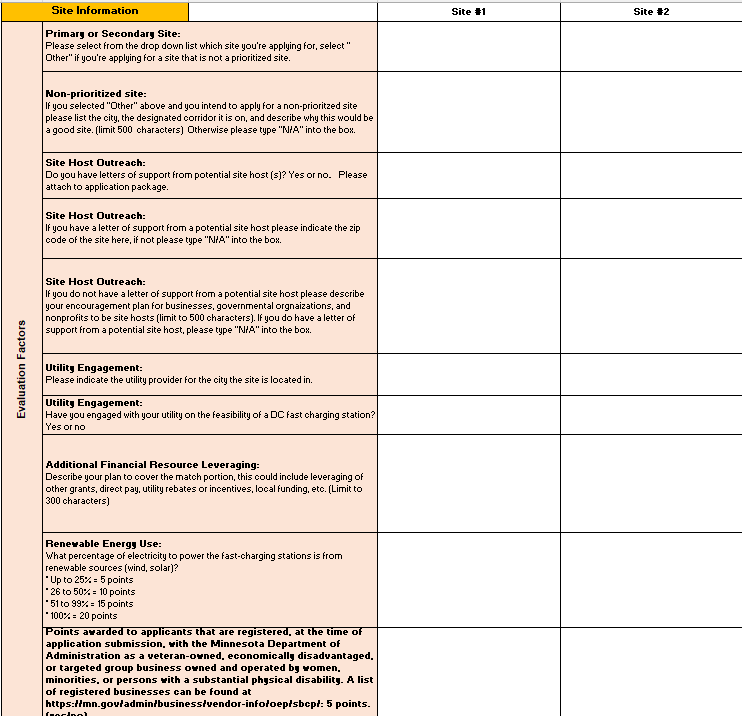 Site Information
Site #1
Site #2
Evaluation Factors
Primary or Secondary Site:
Please select from the drop down list which site you're applying for, select "
Other" if you're applying for a site that is not a prioritized site.
Non-prioritized site:
If you selected "Other" above and you intend to apply for a non-prioritzed site
please list the city, the designated corridor it is on, and describe why this would be
a good site. (limit 500 characters) Otherwise please type "N/A" into the box.
Site Host Outreach:
Do you have letters of support from potential site host (s)? Yes or no. Please
attach to application package.
Site Host Outreach:
If you have a letter of support from a potential site host please indicate the zip
code of the site here, if not please type "N/A" into the box.
Site Host Outreach:
If you do not have a letter of support from a potential site host please describe
your encouragement plan for businesses, governmental orgnaizations, and
nonprofits to be site hosts (limit to 500 characters). If you do have a letter of
support from a potential site host, please type "N/A" into the box.
Utility Engagement:
Please indicate the utility provider for the city the site is located in.
Utility Engagement:
Have you engaged with your utility on the feasibility of a DC fast charging station?
Yes or no
Additional Financial Resource Leveraging:
Describe your plan to cover the match portion, this could include leveraging of
other grants, direct pay, utility rebates or incentives, local funding, etc. (Limit to
300 characters)
Renewable Energy Use:
What percentage of electricity to power the fast-charging stations is from
renewable sources (wind, solar)?
* Up to 25% = 5 points
* 26 to 50% = 10 points
* 51 to 99% = 15 points
* 100% = 20 points
Points awarded to applicants that are registered, at the time of
application submission, with the Minnesota Department of
Administration as a veteran-owned, economically disadvantaged,
or targeted group business owned and operated by women,
minorities, or persons with a substantial physical disability. A list
of registered businesses can be found at
https://mn.gov/admin/business/vendor-info/oep/sbcp/: 5 points.
(yes/no)